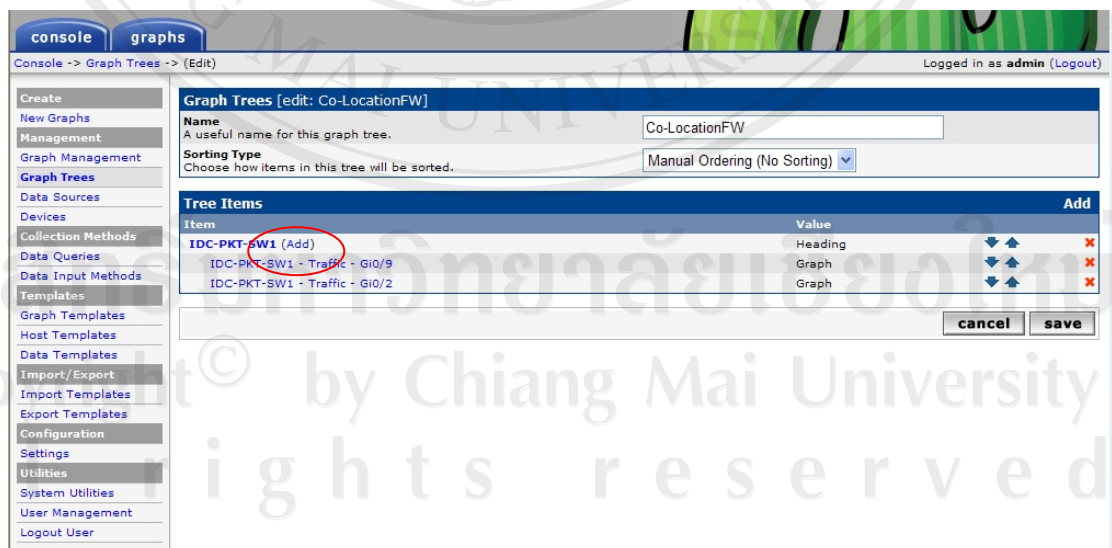 console graphs
Console -> Graph Trees -> (Edit) Logged in as admin (Logout)
Create
New Graphs
Management
Graph Management
Graph Trees
Data Sources
Devices
Collection Methods
Data Queries
Data Input Methods
Templates
Graph Templates
Host Templates
Data Templates
Import/Export
Import Templates
Export Templates
Configuration
Settings
Utilities
System Utilities
User Management
Logout User
Graph Trees [edit: Co-LocationFW]
Name
A useful name for this graph tree. Co-LocationFW
Sorting Type
Choose how items in this tree will be sorted. Manual Ordering (No Sorting)
Tree Items Add
Item Value
IDC-PKT-SW1 (Add) Heading
IDC-PKT-SW1 - Traffic - Gi0/9 Graph
IDC-PKT-SW1 - Traffic - Gi0/2 Graph
cancel save
MAI UNIVERS
© by Chiang Mai University
rights reserved